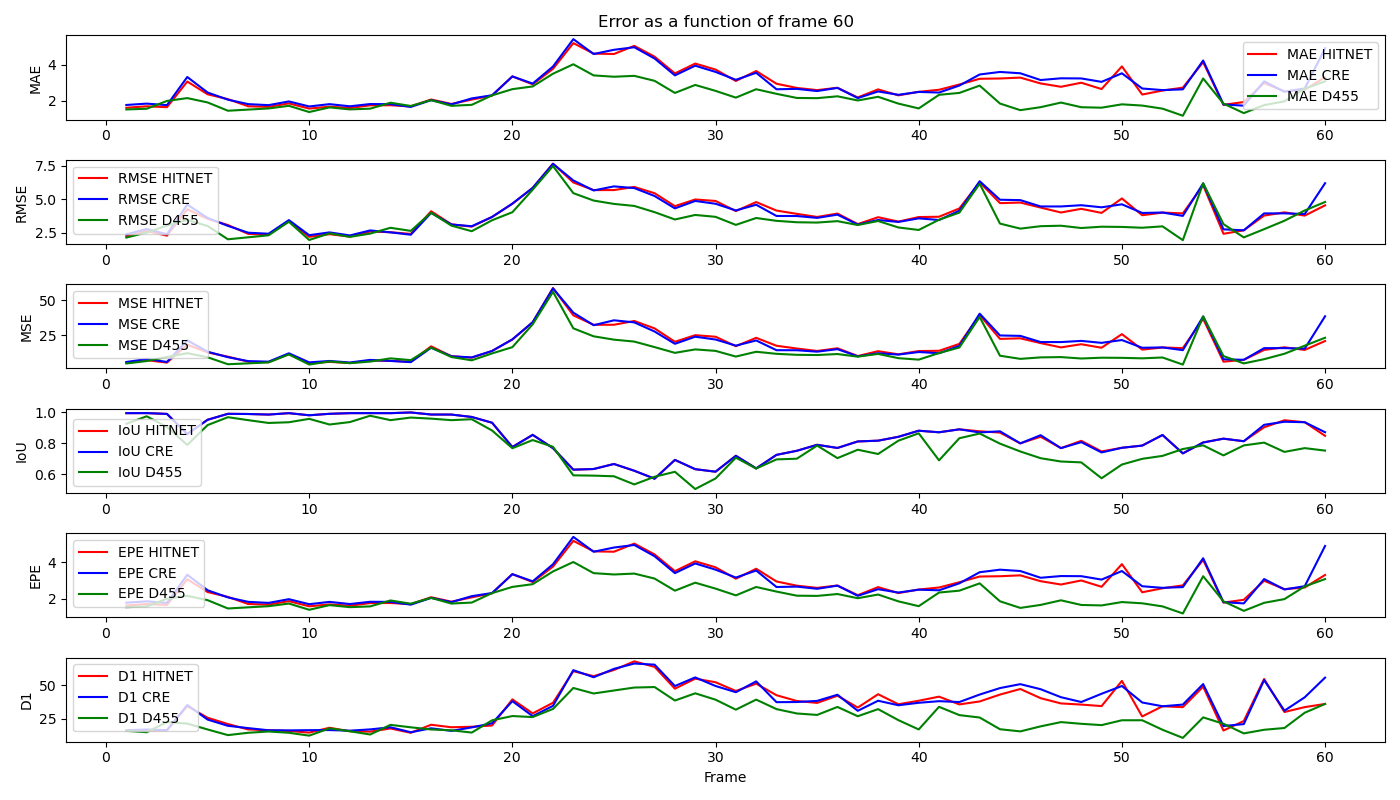 Error as a function of frame 60
MAE
4
2
MAE HITNET
MAE CRE
MAE D455
0 10 20 30 40 50 60
RMSE
7.5
5.0
2.5
RMSE HITNET
RMSE CRE
RMSE D455
0 10 20 30 40 50 60
MSE
50
25
MSE HITNET
MSE CRE
MSE D455
0 10 20 30 40 50 60
IoU
1.0
0.8
0.6
IoU HITNET
IoU CRE
IoU D455
0 10 20 30 40 50 60
EPE
4
2
EPE HITNET
EPE CRE
EPE D455
0 10 20 30 40 50 60
D1
50
25
D1 HITNET
D1 CRE
D1 D455
0 10 20 30 40 50 60
Frame